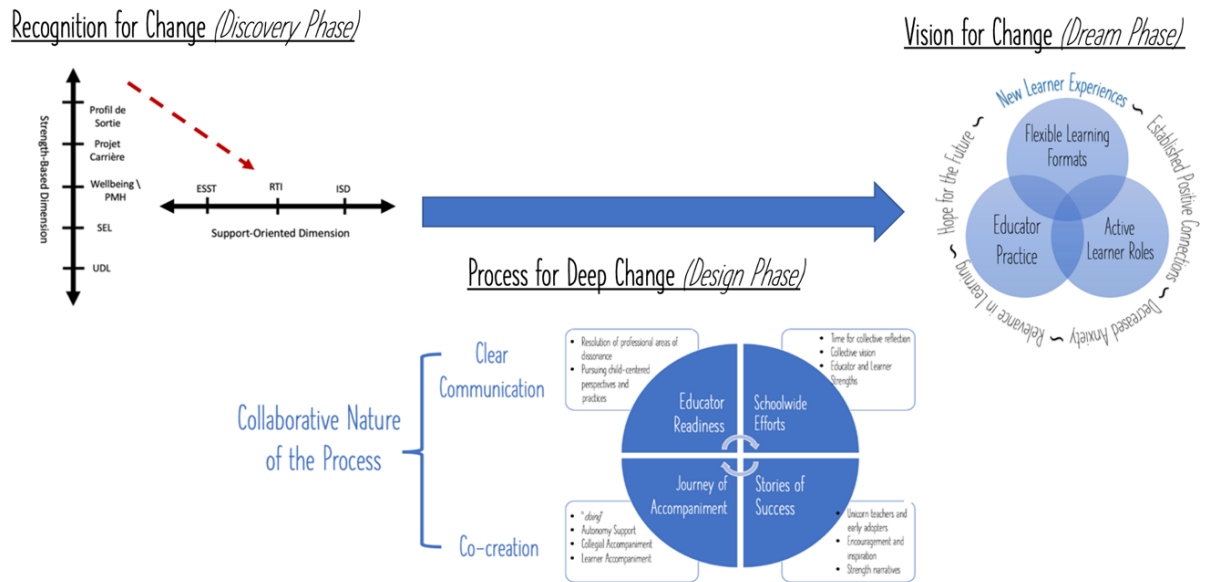 Recognition for Change (Discovery Phase)
Strength-Based Dimension
Profil de
Sortie
Projet
Carrière
Wellbeing \
PMH
SEL
UDL
ESST
RTI
ISD
Support-Oriented Dimension
Vision for Change (Dream Phase)
New Learner Experiences ~ Established Positive Connections ~ Decreased Anxiety ~ Relevance in Learning ~ Hope for the Future ~
Flexible Learning
Formats
Educator
Practice
Active
Learner Roles
Process for Deep Change (Design Phase)
Collaborative Nature
of the Process
Clear
Communication
Co-creation
• Resolution of professional areas of
dissonance
• Pursuing child-centered
perspectives and
practices
• Time for collective reflection
• Collective vision
• Educator and Learner
Strengths
Educator
Readiness
Schoolwide
Efforts
Journey of
Accompaniment
Stories of
Success
• "doing"
• Autonomy Support
• Collegial Accompaniment
• Learner Accompaniment
• Unicorn teachers and
early adopters
• Encouragement and
inspiration
• Strength narratives